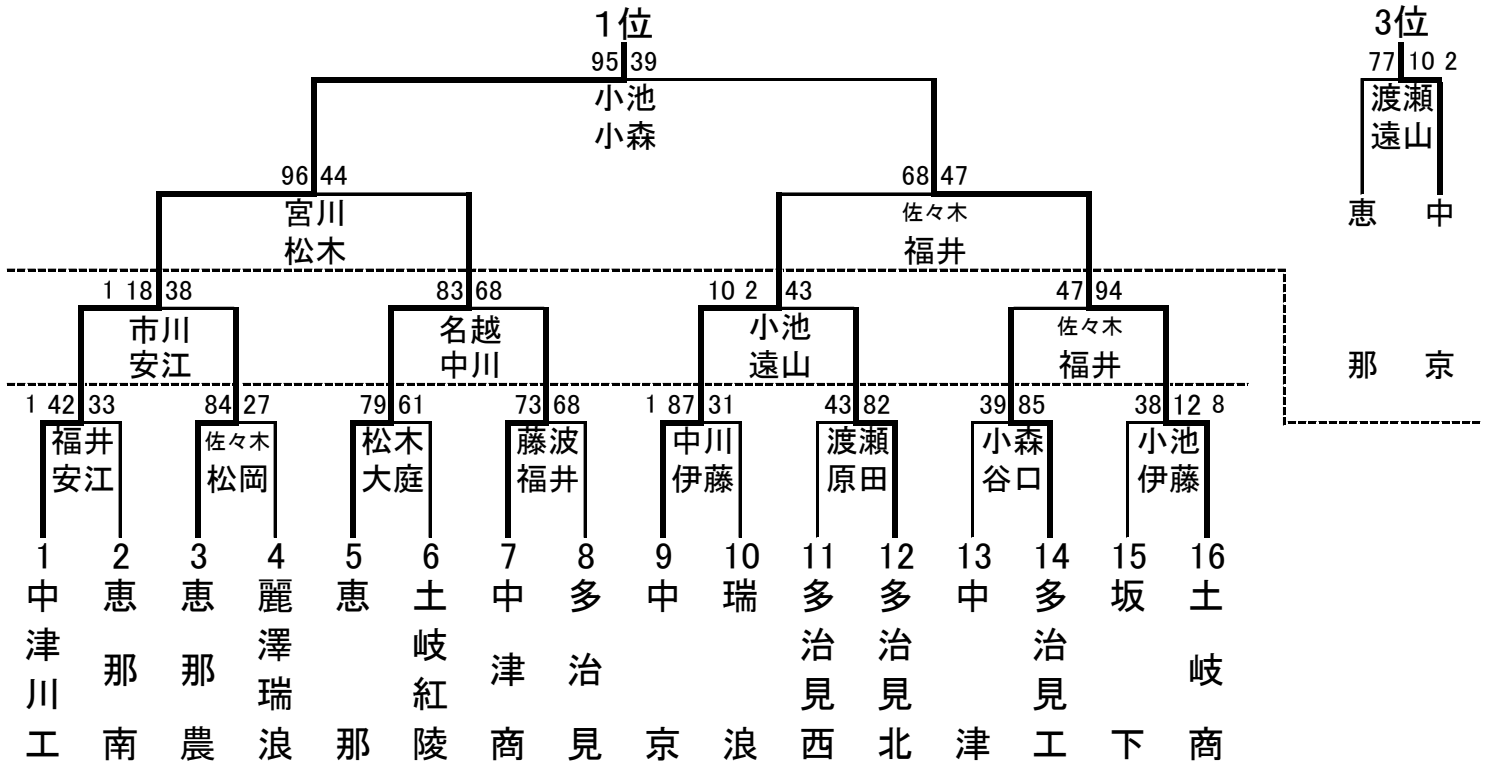 1位 3位
95 39 77 10 2
小池 渡瀬
小森 遠山
96 44 68 47
宮川 佐々木 恵 中
松木 福井
1 18 38 83 68 10 2 43 47 94
市川 名越 小池 佐々木
安江 中川 遠山 福井 那 京
1 42 33 84 27 79 61 73 68 1 87 31 43 82 39 85 38 12 8
福井 佐々木 松木 藤波 中川 渡瀬 小森 小池
安江 松岡 大庭 福井 伊藤 原田 谷口 伊藤
1 2 3 4 5 6 7 8 9 10 11 12 13 14 15 16
中津川工
恵那南
恵那農
麗澤瑞浪
恵那
土岐紅陵
中津商
多治見
中京
瑞浪
多治見西
多治見北
中津
多治見工
坂下
土岐商